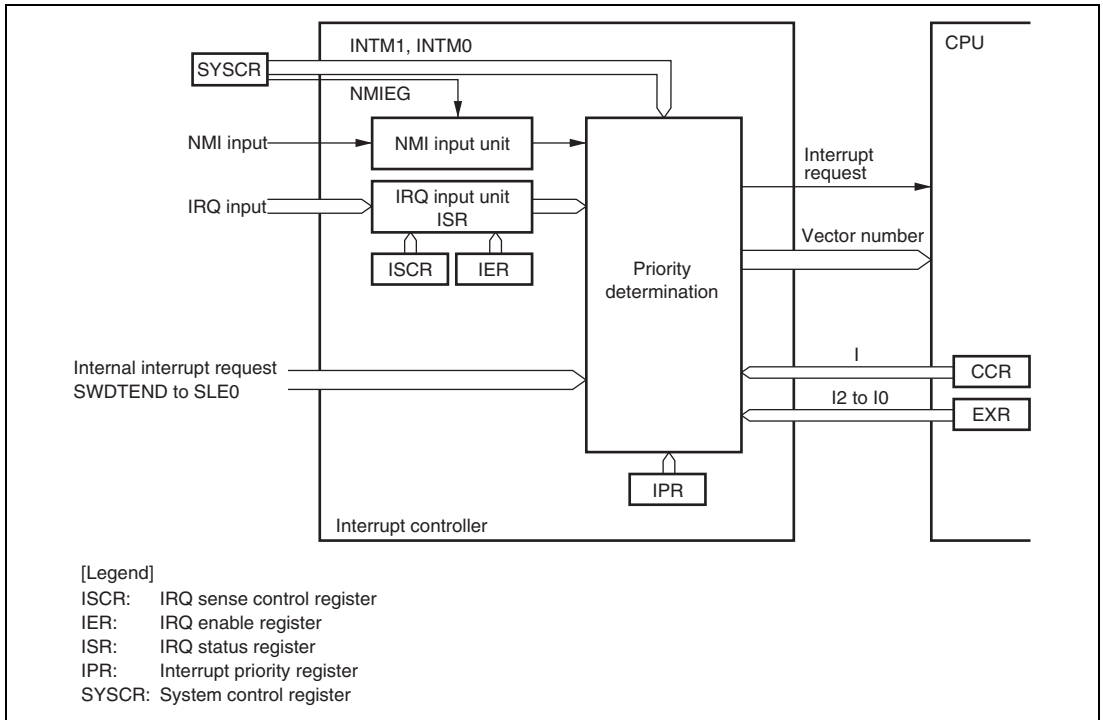 INTM1, INTM0
CPU
SYSCR
NMIEG
NMI input
NMI input unit
Interrupt
request
IRQ input
IRQ input unit
ISR
Vector number
ISCR
IER
Priority
determination
Internal interrupt request
SWDTEND to SLE0
I
CCR
I2 to I0
EXR
IPR
Interrupt controller
[Legend]
ISCR: IRQ sense control register
IER: IRQ enable register
ISR: IRQ status register
IPR: Interrupt priority register
SYSCR: System control register